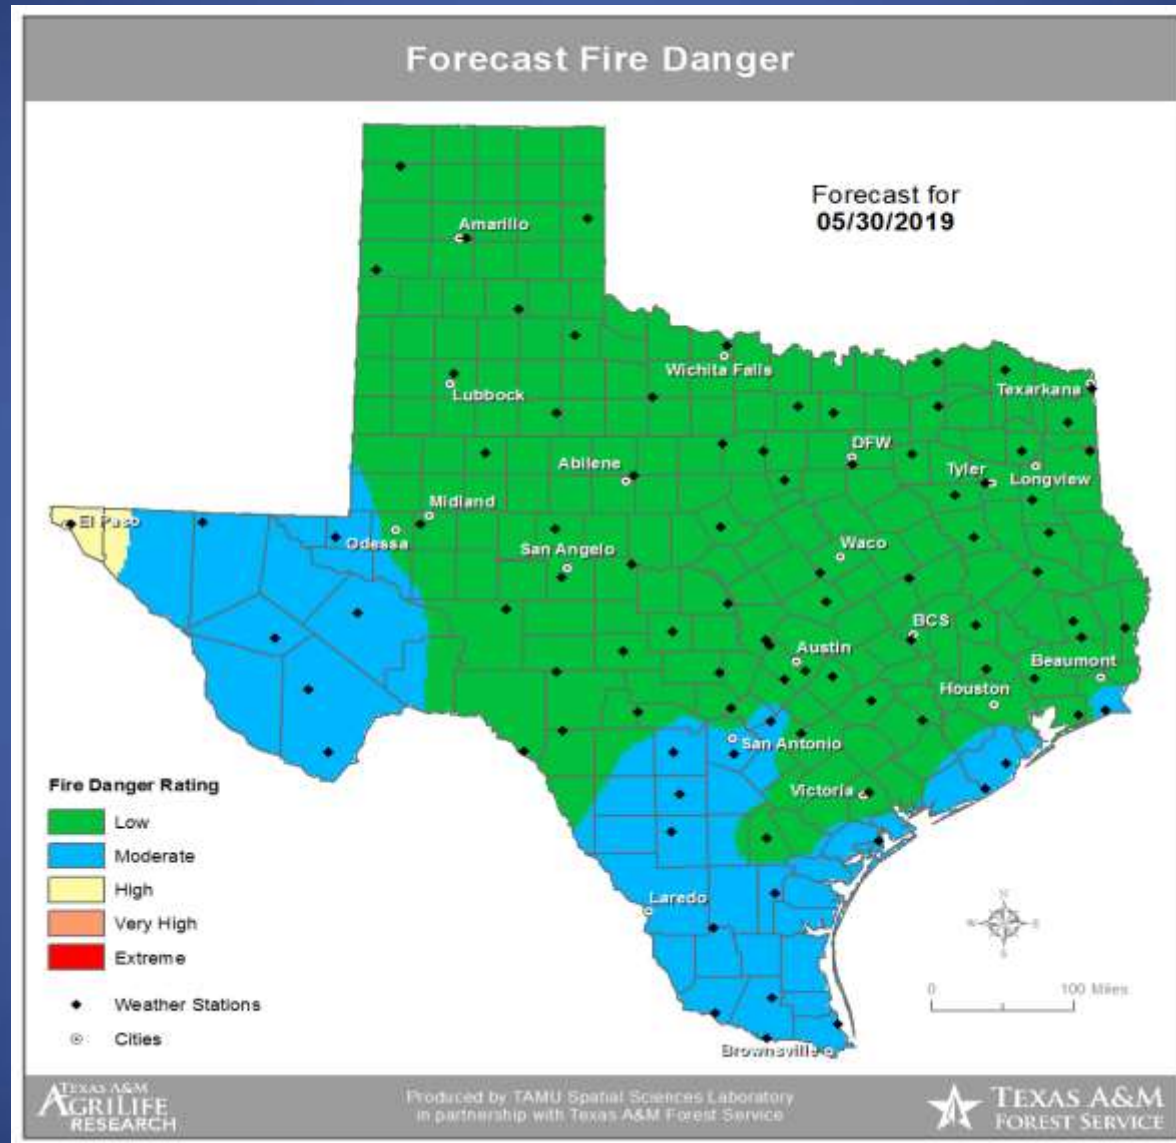 Forecast Fire Danger
Forecast for
05/30/2019
Amarillo
Wichita Falls
Lubbock
Texarkana
DFW
Abilene
Tyler
Longview
Midland
El Paso
Odessa
San Angelo
Waco
BCS
Austin
Beaumont
Houston
San Antonio
Victoria
Laredo
Brownsville
Fire Danger Rating
Low
Moderate
High
Very High
Extreme
Weather Stations
Cities
N
W E
S
0 100 Miles
TEXAS A&M
AGRILIFE
RESEARCH
Produced by TAMU Spatial Sciences Laboratory
in partnership with Texas A&M Forest Service
TEXAS A&M
FOREST SERVICE